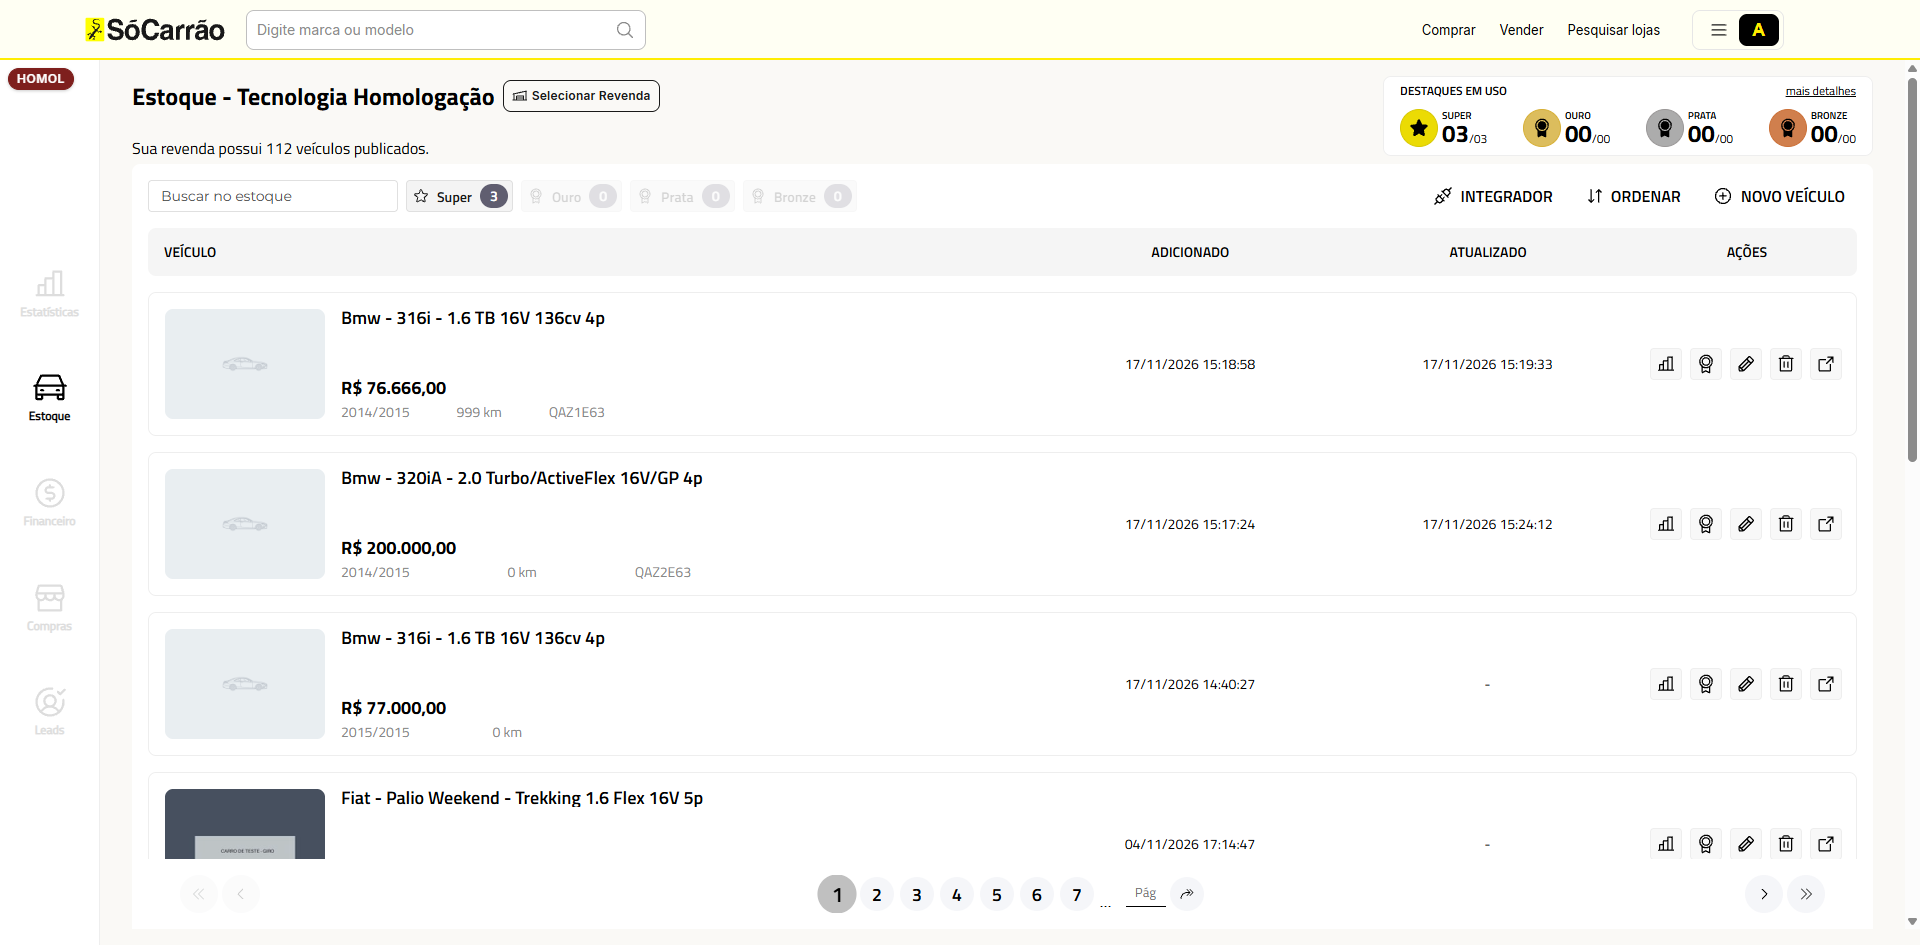 SóCarrão
Digite marca ou modelo
Comprar
Vender
Pesquisar lojas
A
HOMOL
Estoque - Tecnologia Homologação
Selecionar Revenda
DESTAQUES EM USO
mais detalhes
SUPER
03/03
OURO
00/00
PRATA
00/00
BRONZE
00/00
Sua revenda possui 112 veículos publicados.
Buscar no estoque
Super 3
Ouro 0
Prata 0
Bronze 0
INTEGRADOR
ORDENAR
NOVO VEÍCULO
Estatísticas
Estoque
Financeiro
Compras
Leads
VEÍCULO ADICIONADO ATUALIZADO AÇÕES
Bmw - 316i - 1.6 TB 16V 136cv 4p
17/11/2026 15:18:58 17/11/2026 15:19:33
R$ 76.666,00
2014/2015 999 km QAZ1E63
Bmw - 320iA - 2.0 Turbo/ActiveFlex 16V/GP 4p
17/11/2026 15:17:24 17/11/2026 15:24:12
R$ 200.000,00
2014/2015 0 km QAZ2E63
Bmw - 316i - 1.6 TB 16V 136cv 4p
17/11/2026 14:40:27 -
R$ 77.000,00
2015/2015 0 km
Fiat - Palio Weekend - Trekking 1.6 Flex 16V 5p
04/11/2026 17:14:47 -
CARRO DE TESTE - GIRO
« ‹ 1 2 3 4 5 6 7 ... Pág › »